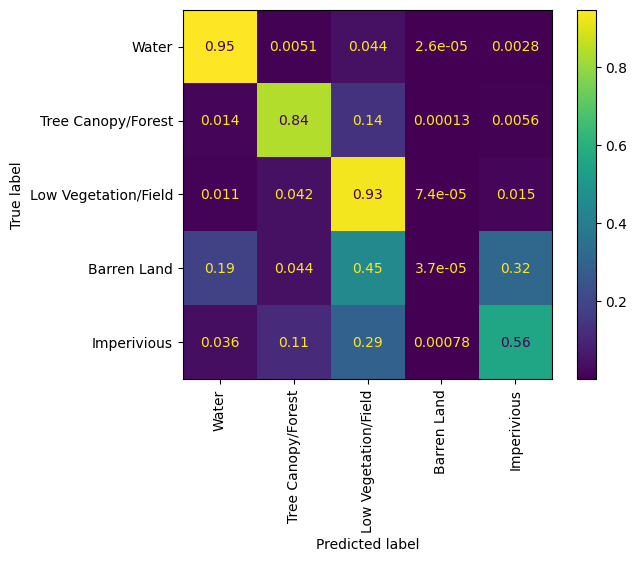 Water 0.95 0.0051 0.044 2.6e-05 0.0028
Tree Canopy/Forest 0.014 0.84 0.14 0.00013 0.0056
Low Vegetation/Field 0.011 0.042 0.93 7.4e-05 0.015
Barren Land 0.19 0.044 0.45 3.7e-05 0.32
Imperivious 0.036 0.11 0.29 0.00078 0.56
True label
Water
Tree Canopy/Forest
Low Vegetation/Field
Barren Land
Imperivious
Predicted label
0.8
0.6
0.4
0.2